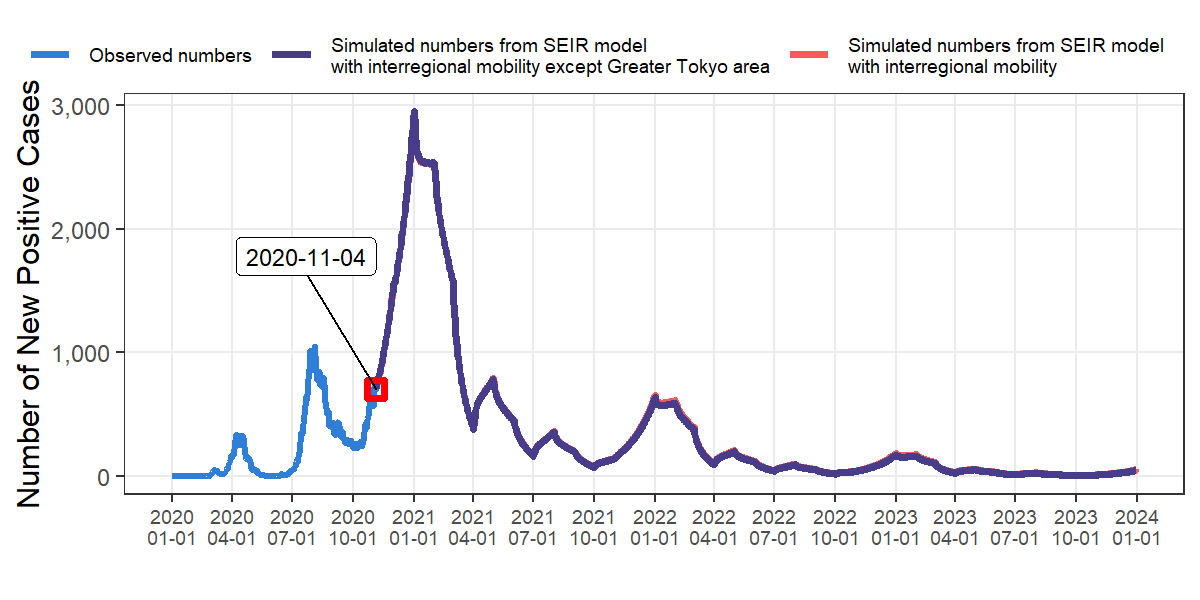 Observed numbers
Simulated numbers from SEIR model
with interregional mobility except Greater Tokyo area
Simulated numbers from SEIR model
with interregional mobility
Number of New Positive Cases
3,000
2,000
1,000
0
2020-11-04
2020 2020 2020 2020 2021 2021 2021 2021 2022 2022 2022 2022 2023 2023 2023 2023 2024
01-01 04-01 07-01 10-01 01-01 04-01 07-01 10-01 01-01 04-01 07-01 10-01 01-01 04-01 07-01 10-01 01-01